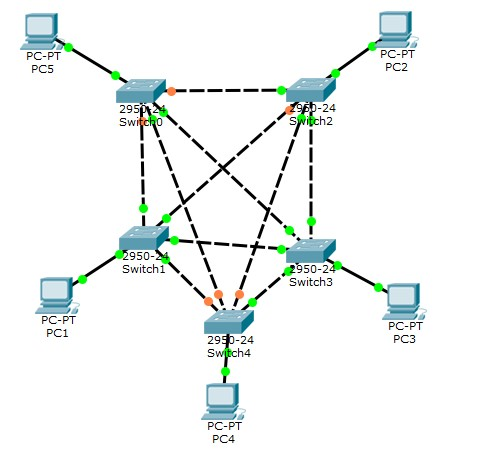 PC-PT
PC5
PC-PT
PC2
2950-24
Switch0
2950-24
Switch2
2950-24
Switch1
2950-24
Switch3
PC-PT
PC1
PC-PT
PC3
2950-24
Switch4
PC-PT
PC4